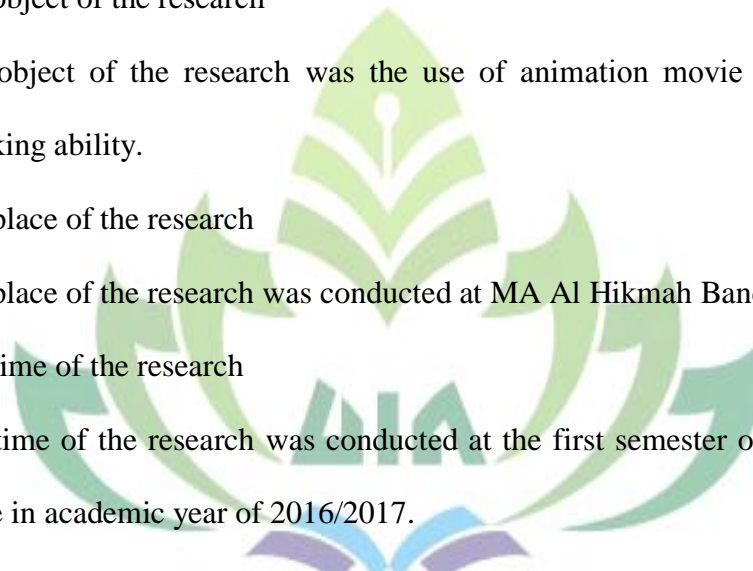 object of the research
object of the research was the use of animation movie
king ability.
place of the research
place of the research was conducted at MA Al Hikmah Ban
ime of the research
time of the research was conducted at the first semester o
e in academic year of 2016/2017.